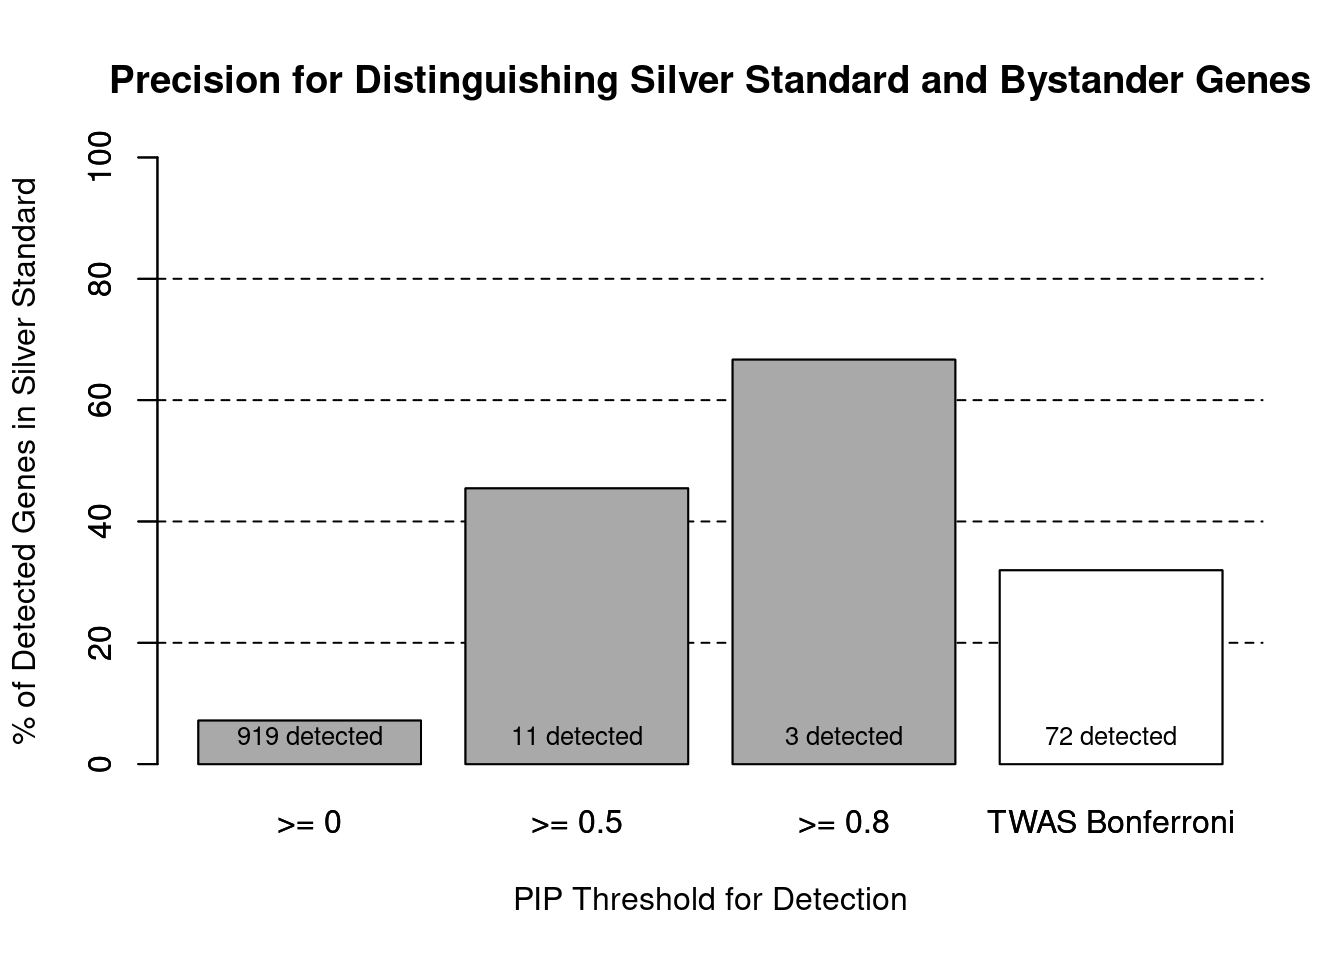 Precision for Distinguishing Silver Standard and Bystander Genes
% of Detected Genes in Silver Standard
100
80
60
40
20
0
919 detected
11 detected
3 detected
72 detected
>= 0
>= 0.5
>= 0.8
TWAS Bonferroni
PIP Threshold for Detection